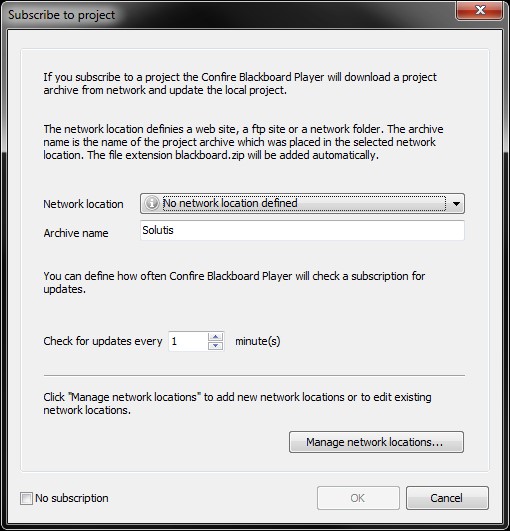 Subscribe to project
If you subscribe to a project the Confire Blackboard Player will download a project
archive from network and update the local project.
The network location definies a web site, a ftp site or a network folder. The archive
name is the name of the project archive which was placed in the selected network
location. The file extension blackboard.zip will be added automatically.
Network location No network location defined
Archive name Solutis
You can define how often Confire Blackboard Player will check a subscription for
updates.
Check for updates every 1 minute(s)
Click "Manage network locations" to add new network locations or to edit existing
network locations.
Manage network locations...
No subscription OK Cancel